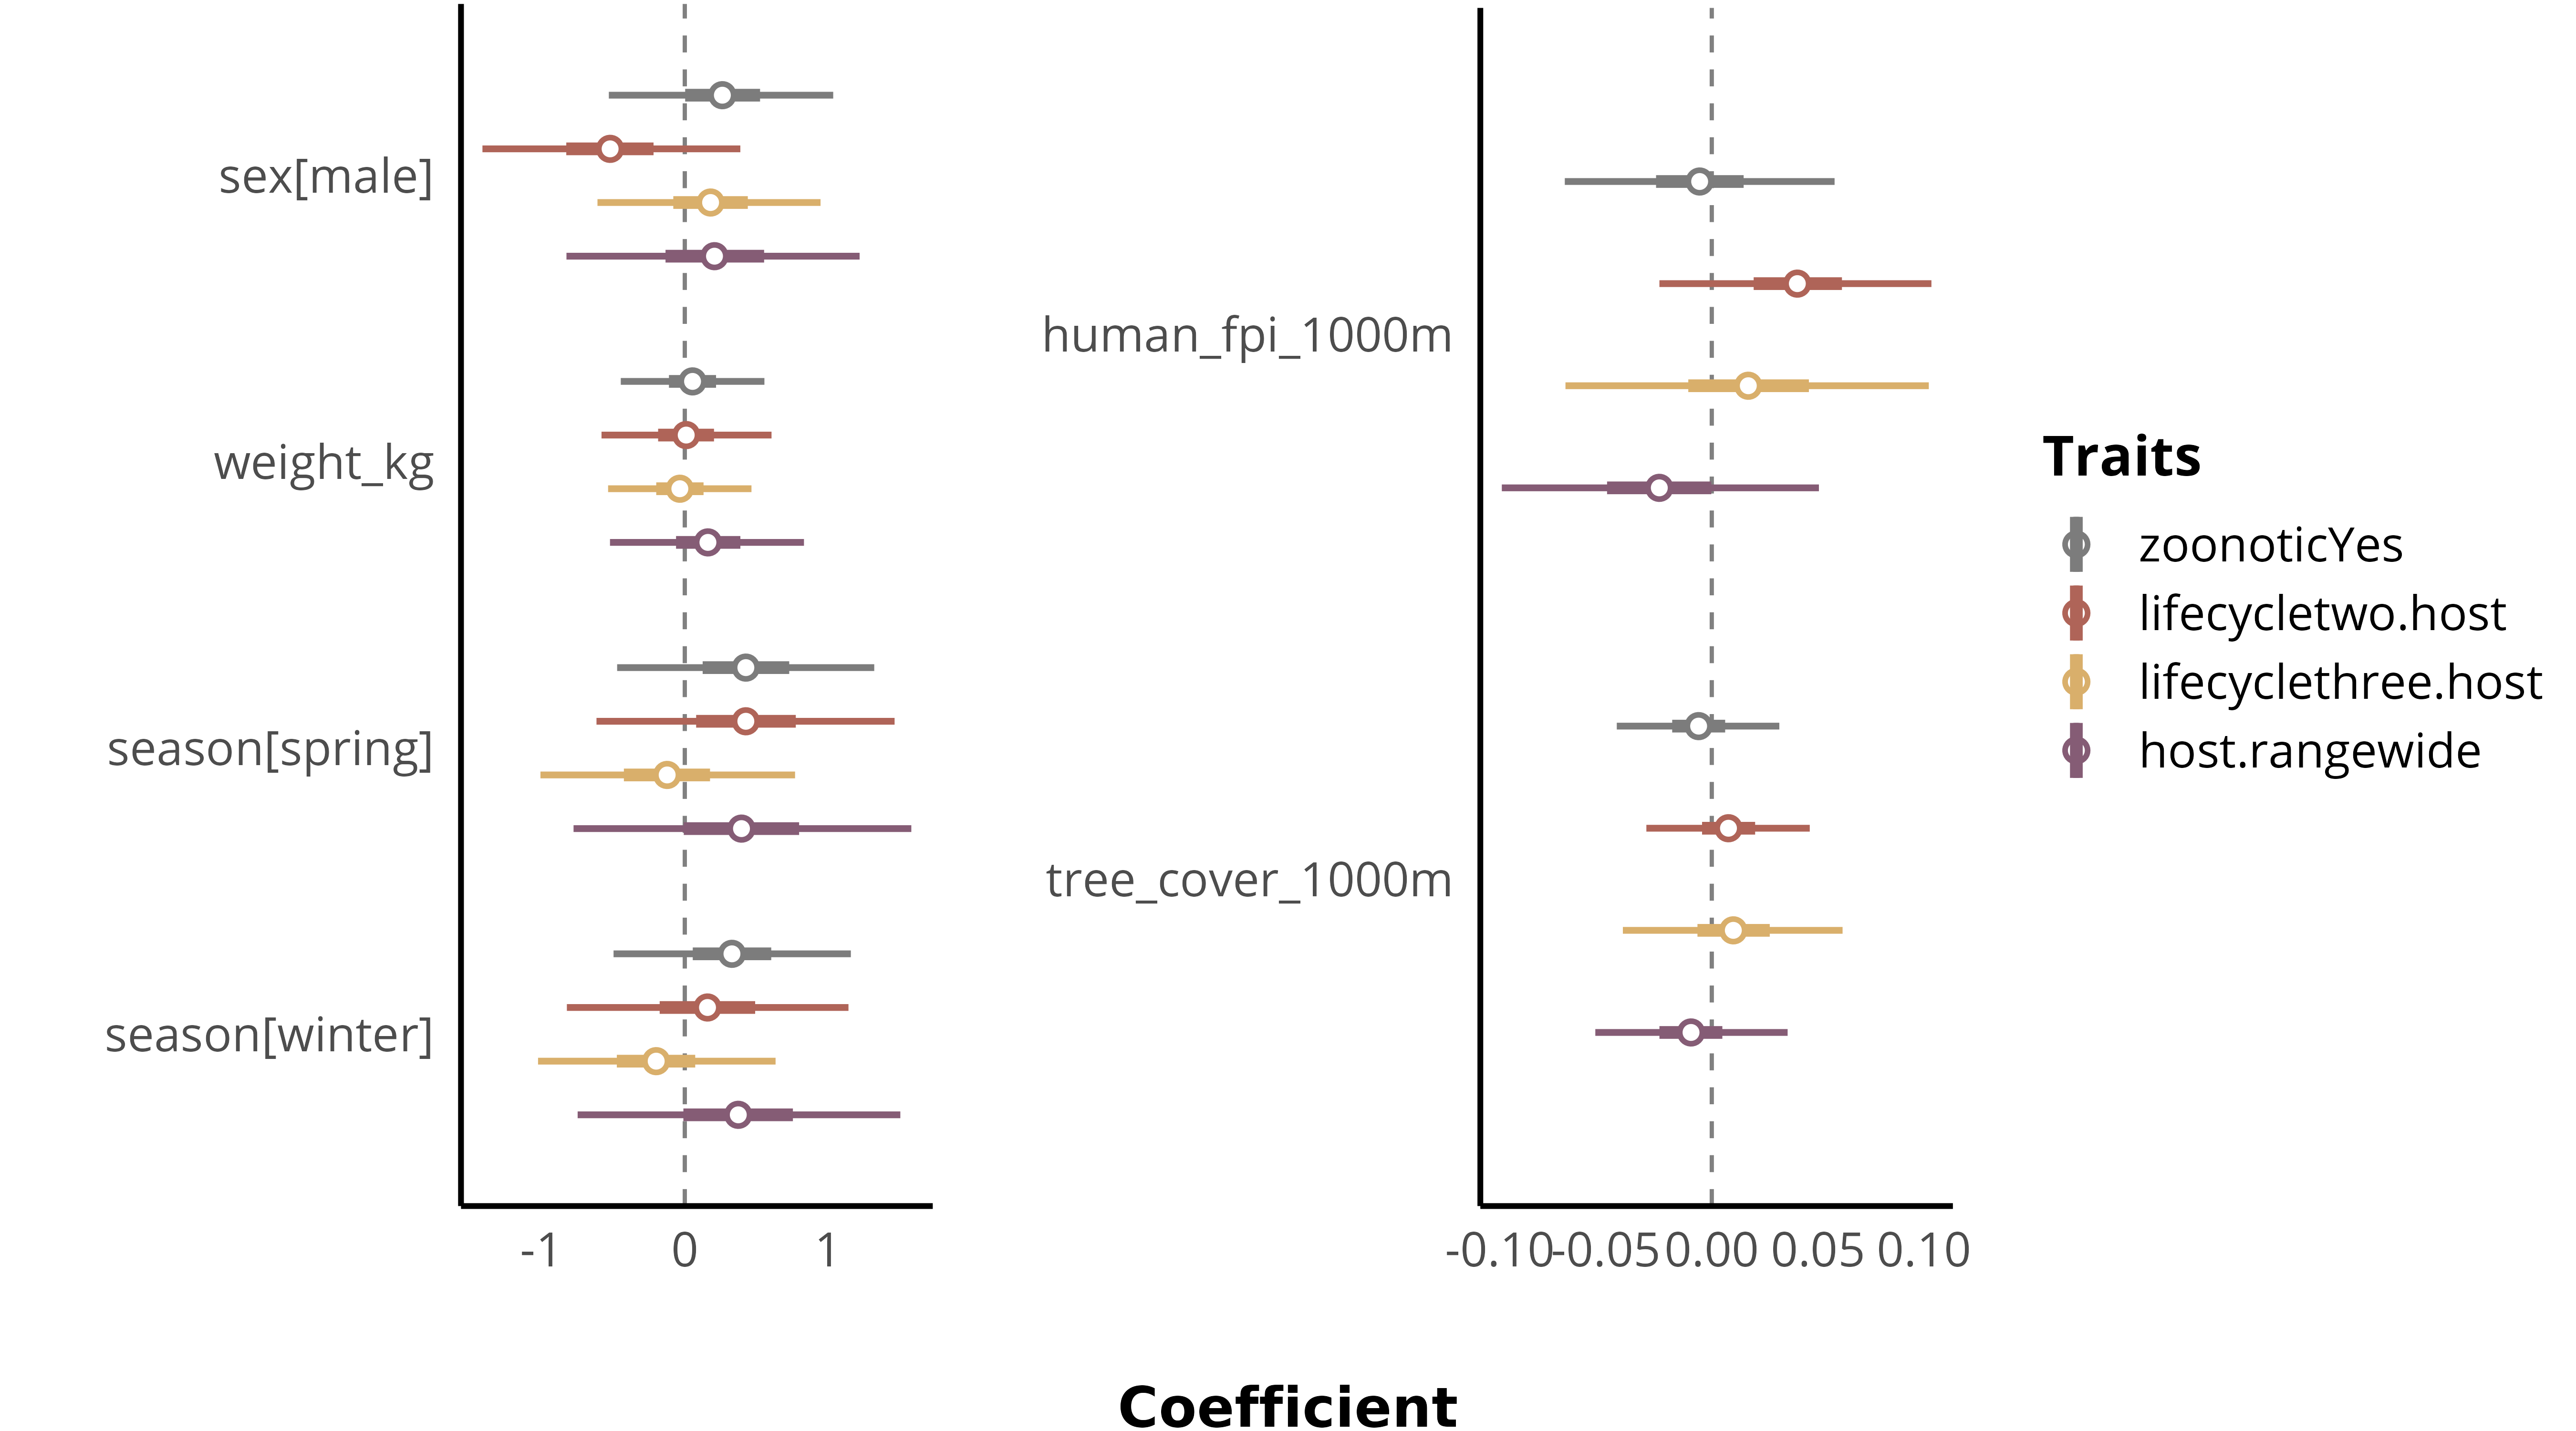 sex[male]
weight_kg
season[spring]
season[winter]
-1 0 1
human_fpi_1000m
tree_cover_1000m
-0.10 -0.05 0.00 0.05 0.10
Traits
zoonoticYes
lifecycletwo.host
lifecyclethree.host
host.rangewide
Coefficient